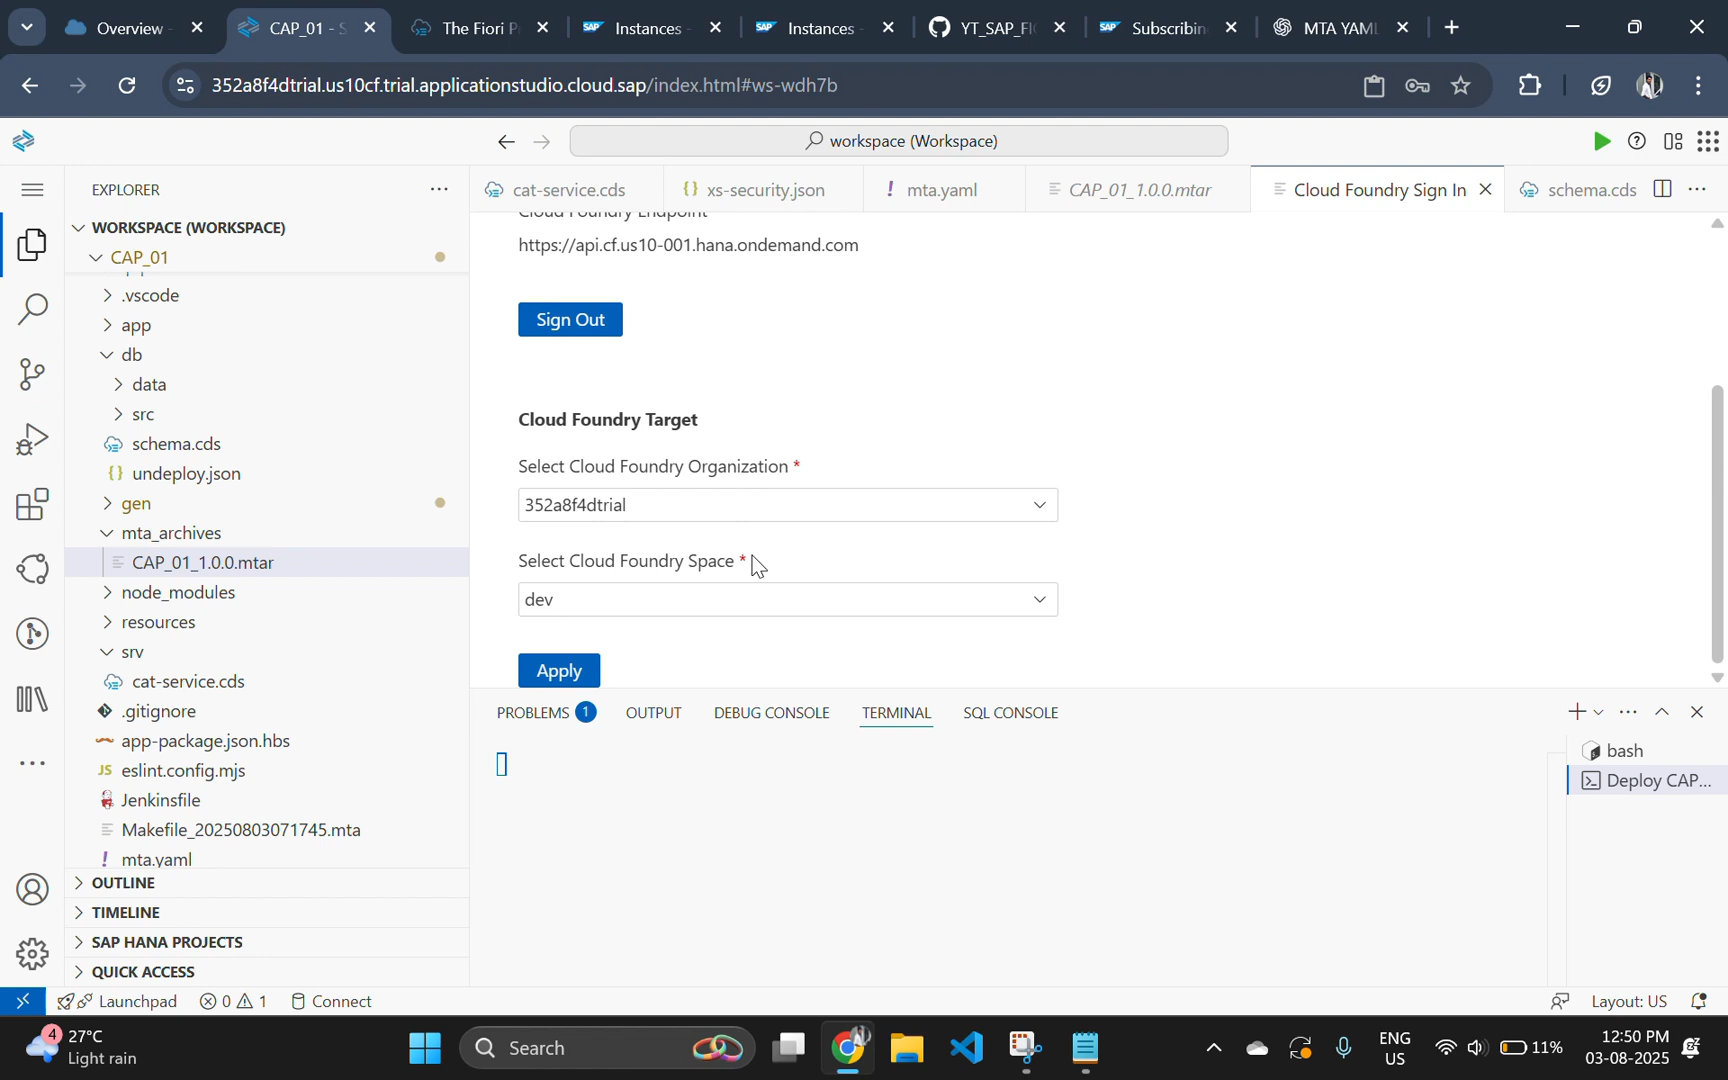 Overview
CAP_01 - S
The Fiori P
Instances -
Instances -
YT_SAP_FI
Subscribin
MTA YAM
352a8f4dtrial.us10cf.trial.applicationstudio.cloud.sap/index.html#ws-wdh7b
workspace (Workspace)
EXPLORER
cat-service.cds
xs-security.json
mta.yaml
CAP_01_1.0.0.mtar
Cloud Foundry Sign In
schema.cds
WORKSPACE (WORKSPACE)
CAP_01
.vscode
app
db
data
src
schema.cds
undeploy.json
gen
mta_archives
CAP_01_1.0.0.mtar
node_modules
resources
srv
cat-service.cds
.gitignore
app-package.json.hbs
JS eslint.config.mjs
Jenkinsfile
Makefile_20250803071745.mta
mta.yaml
OUTLINE
TIMELINE
SAP HANA PROJECTS
QUICK ACCESS
Cloud Foundry Endpoint
https://api.cf.us10-001.hana.ondemand.com
Sign Out
Cloud Foundry Target
Select Cloud Foundry Organization *
352a8f4dtrial
Select Cloud Foundry Space *
dev
Apply
PROBLEMS 1
OUTPUT
DEBUG CONSOLE
TERMINAL
SQL CONSOLE
bash
Deploy CAP...
Launchpad
0 1
Connect
Layout: US
4
27°C
Light rain
Search
ENG
US
11%
12:50 PM
03-08-2025